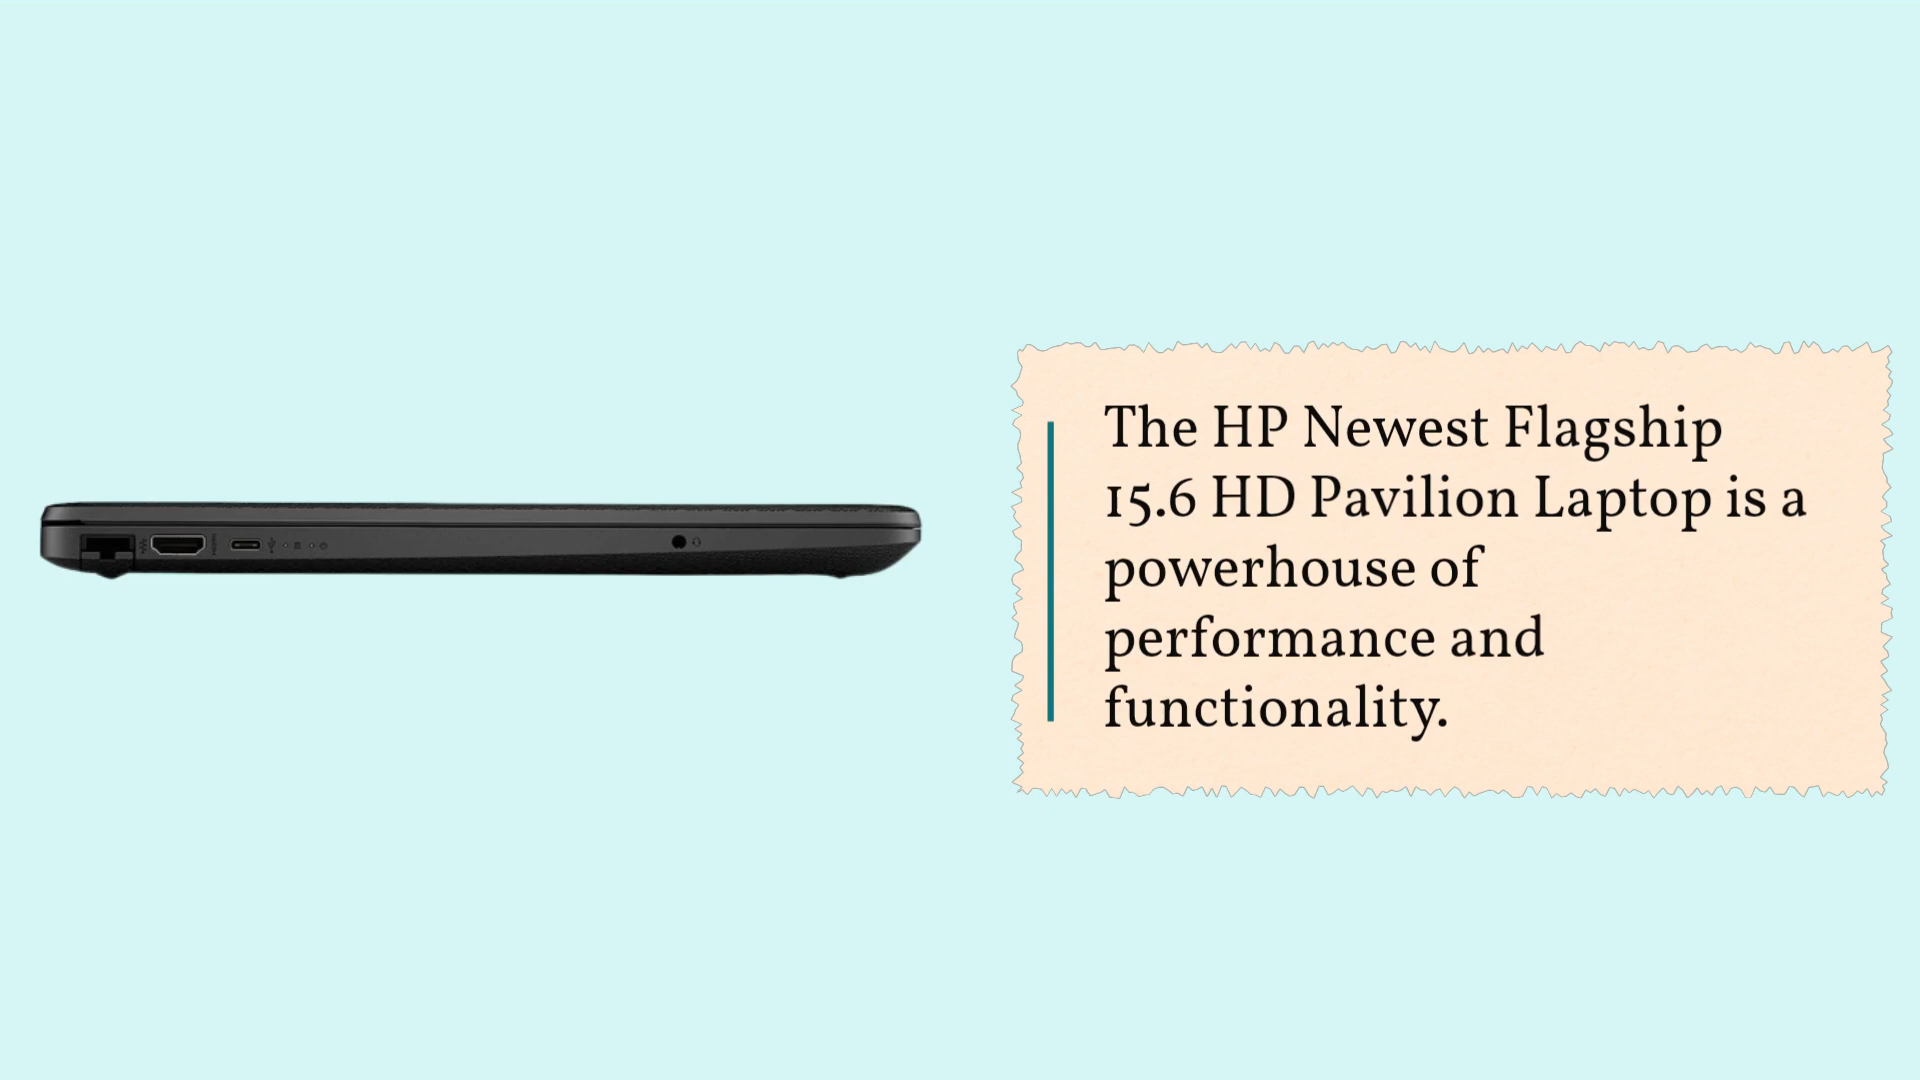 The HP Newest Flagship
15.6 HD Pavilion Laptop is a
powerhouse of
performance and
functionality.